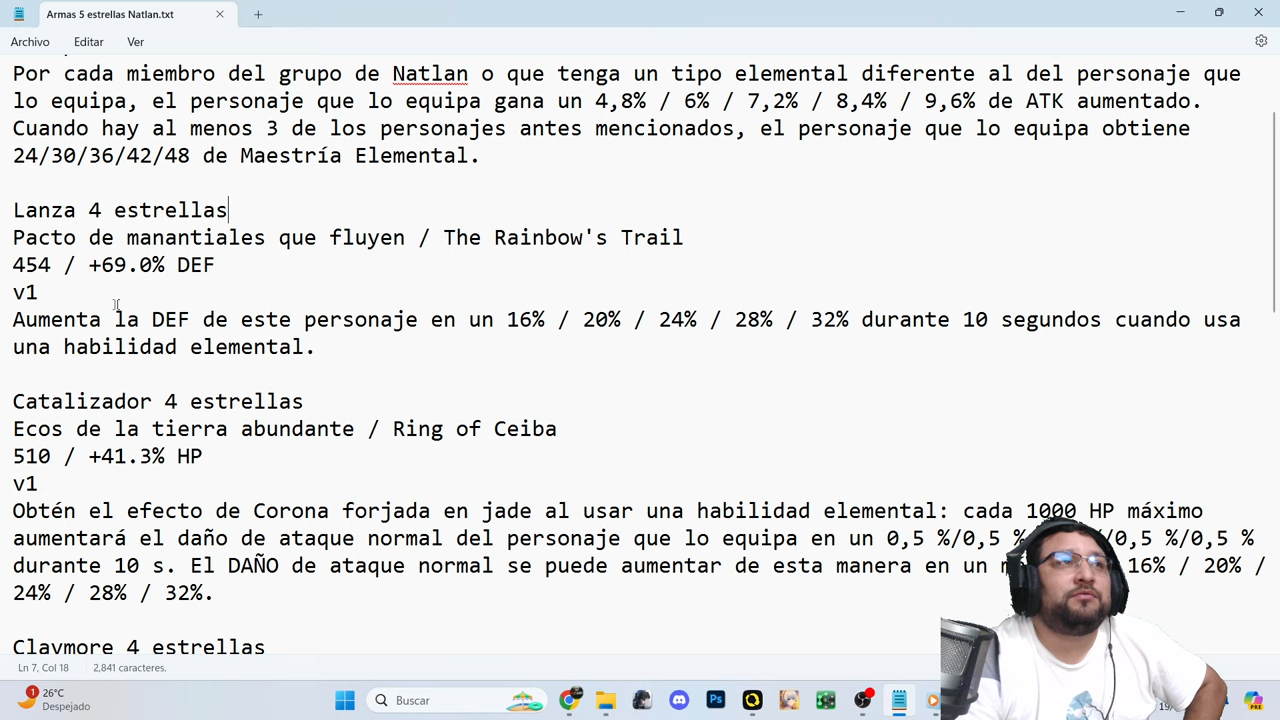 Armas 5 estrellas Natlan.txt
Archivo Editar Ver
Por cada miembro del grupo de Natlan o que tenga un tipo elemental diferente al del personaje que
lo equipa, el personaje que lo equipa gana un 4,8% / 6% / 7,2% / 8,4% / 9,6% de ATK aumentado.
Cuando hay al menos 3 de los personajes antes mencionados, el personaje que lo equipa obtiene
24/30/36/42/48 de Maestría Elemental.
Lanza 4 estrellas
Pacto de manantiales que fluyen / The Rainbow's Trail
454 / +69.0% DEF
v1
Aumenta la DEF de este personaje en un 16% / 20% / 24% / 28% / 32% durante 10 segundos cuando usa
una habilidad elemental.
Catalizador 4 estrellas
Ecos de la tierra abundante / Ring of Ceiba
510 / +41.3% HP
v1
Obtén el efecto de Corona forjada en jade al usar una habilidad elemental: cada 1000 HP máximo
aumentará el daño de ataque normal del personaje que lo equipa en un 0,5 %/0,5 % /0,5 %/0,5 %
durante 10 s. El DAÑO de ataque normal se puede aumentar de esta manera en un 16% / 20% /
24% / 28% / 32%.
Claymore 4 estrellas
Ln 7, Col 18 2,841 caracteres.
1
26°C
Despejado
Buscar
Ps
PRE